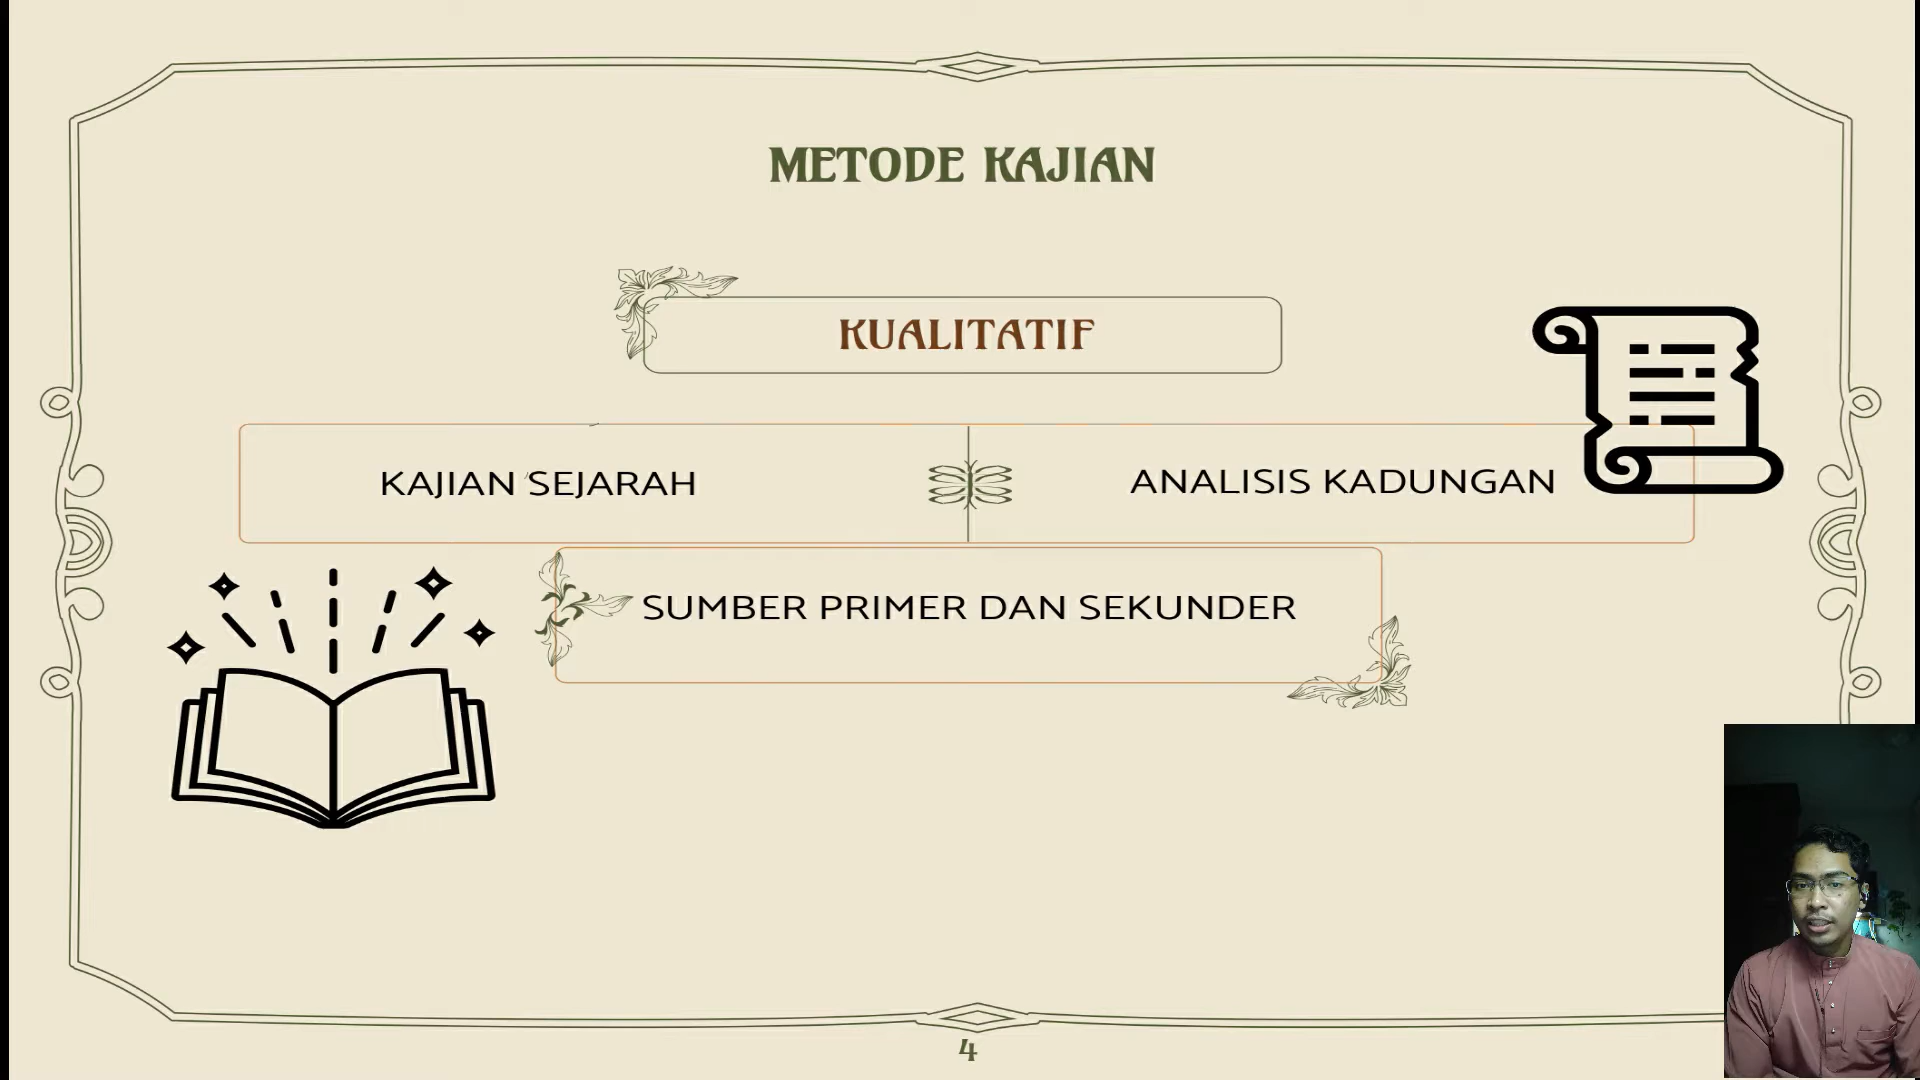 METODE KAJIAN
KUALITATIF
KAJIAN SEJARAH
ANALISIS KADUNGAN
SUMBER PRIMER DAN SEKUNDER
4